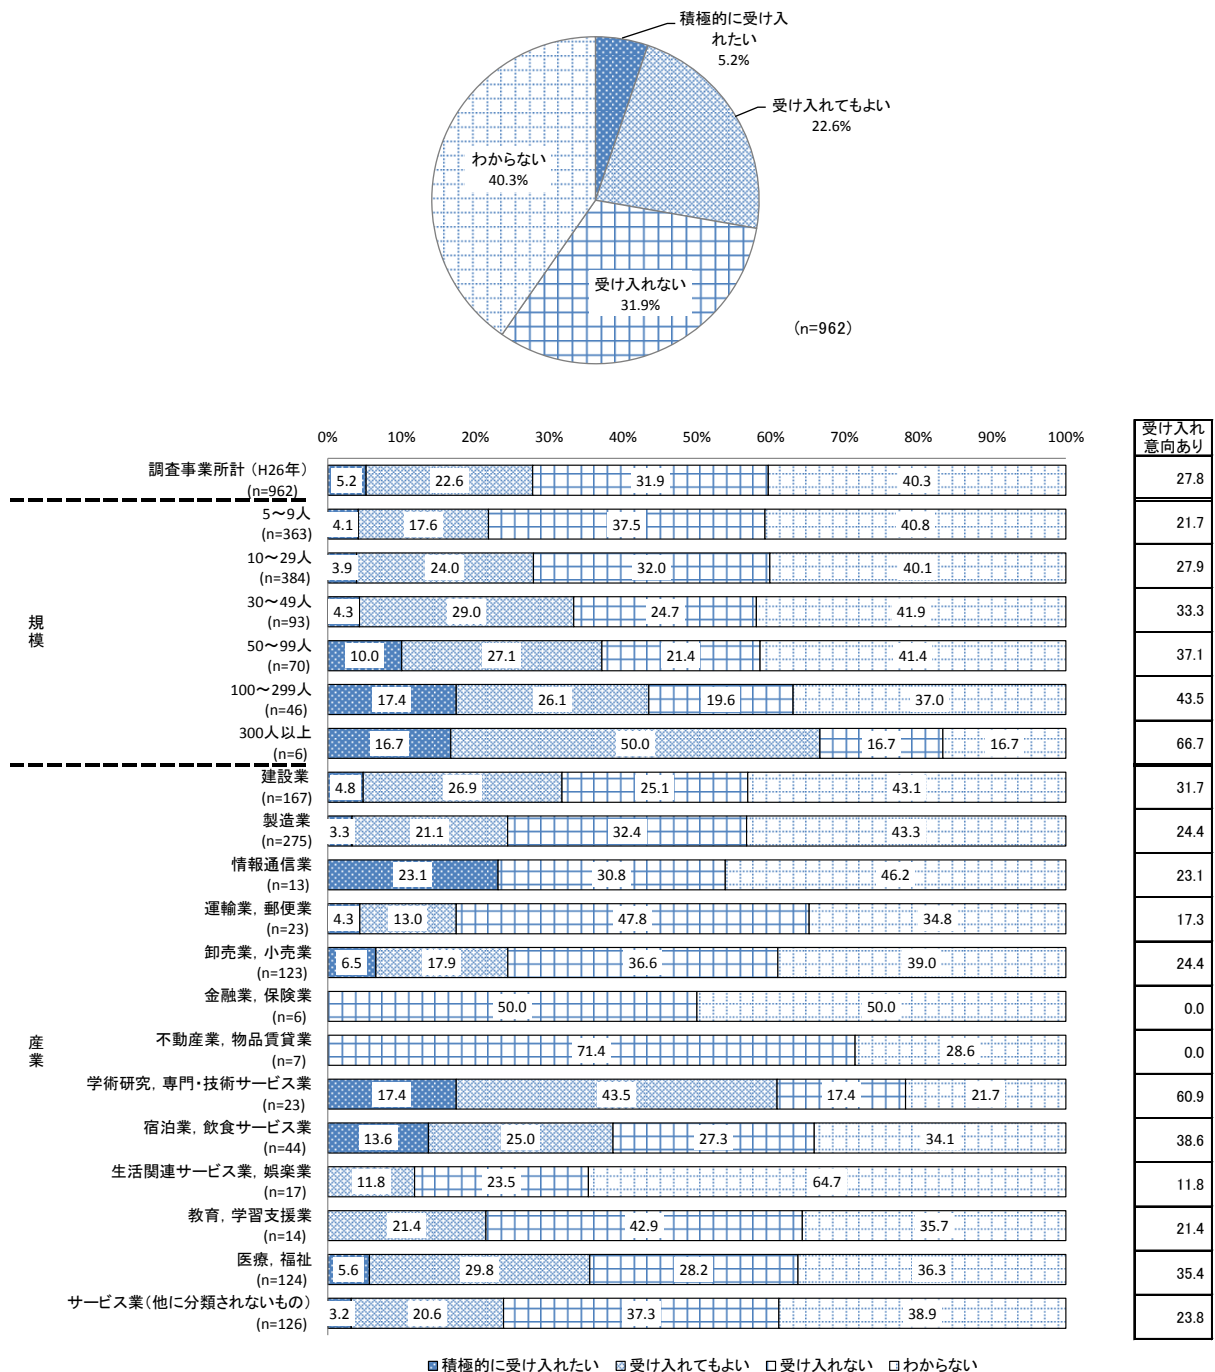 積極的に受け入
れたい
5.2%
受け入れてもよい
22.6%
わからない
40.3%
受け入れない
31.9%
(n=962)
0% 10% 20% 30% 40% 50% 60% 70% 80% 90% 100%
受け入れ
意向あり
調査事業所計 (H26年)
(n=962)
5.2 22.6 31.9 40.3 27.8
規模
5~9人
(n=363)
4.1 17.6 37.5 40.8 21.7
10~29人
(n=384)
3.9 24.0 32.0 40.1 27.9
30~49人
(n=93)
4.3 29.0 24.7 41.9 33.3
50~99人
(n=70)
10.0 27.1 21.4 41.4 37.1
100~299人
(n=46)
17.4 26.1 19.6 37.0 43.5
300人以上
(n=6)
16.7 50.0 16.7 16.7 66.7
産業
建設業
(n=167)
4.8 26.9 25.1 43.1 31.7
製造業
(n=275)
3.3 21.1 32.4 43.3 24.4
情報通信業
(n=13)
23.1 30.8 46.2 23.1
運輸業, 郵便業
(n=23)
4.3 13.0 47.8 34.8 17.3
卸売業, 小売業
(n=123)
6.5 17.9 36.6 39.0 24.4
金融業, 保険業
(n=6)
50.0 50.0 0.0
不動産業, 物品賃貸業
(n=7)
71.4 28.6 0.0
学術研究, 専門・技術サービス業
(n=23)
17.4 43.5 17.4 21.7 60.9
宿泊業, 飲食サービス業
(n=44)
13.6 25.0 27.3 34.1 38.6
生活関連サービス業, 娯楽業
(n=17)
11.8 23.5 64.7 11.8
教育, 学習支援業
(n=14)
21.4 42.9 35.7 21.4
医療, 福祉
(n=124)
5.6 29.8 28.2 36.3 35.4
サービス業(他に分類されないもの)
(n=126)
3.2 20.6 37.3 38.9 23.8
積極的に受け入れたい 受け入れてもよい 受け入れない わからない